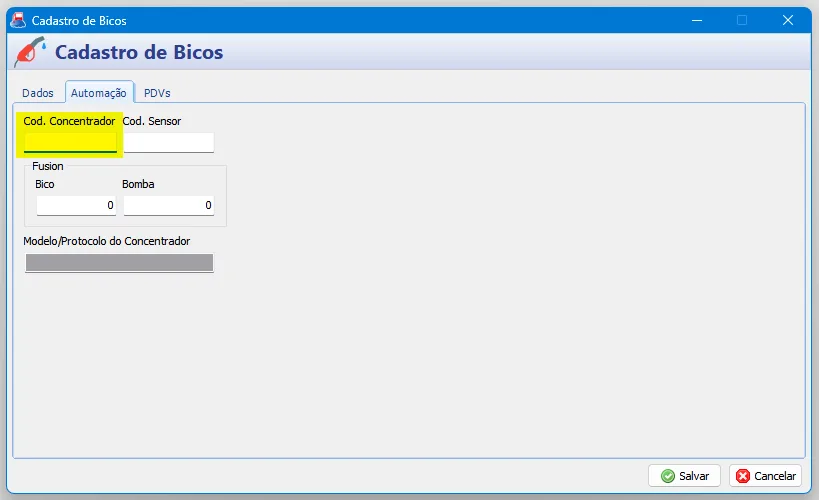 Cadastro de Bicos
Cadastro de Bicos
Dados Automação PDVs
Cod. Concentrador Cod. Sensor
Fusion
Bico Bomba
0 0
Modelo/Protocolo do Concentrador
Salvar Cancelar